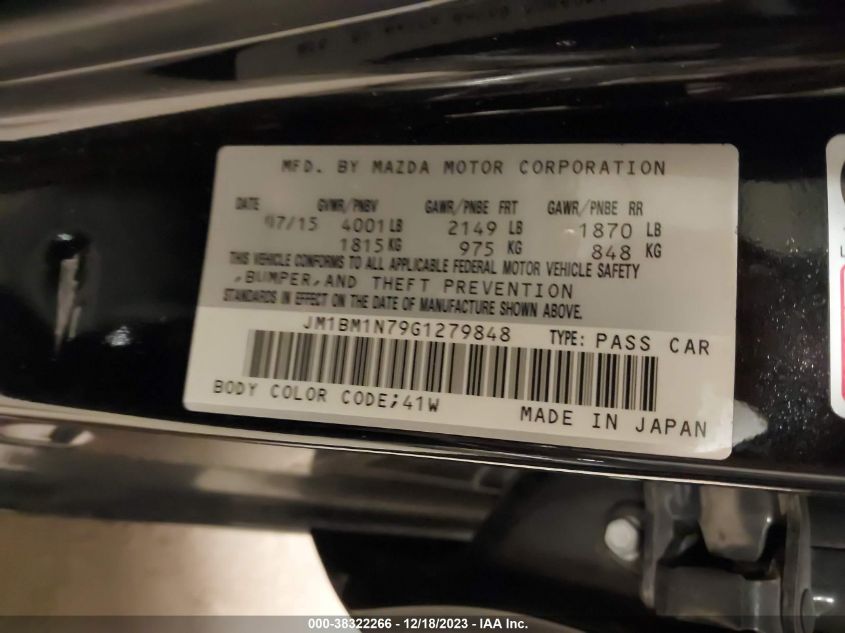 MFD. BY MAZDA MOTOR CORPORATION
DATE GVWR/PNBV GAWR/PNBE FRT GAWR/PNBE RR
07/15 4001 LB 2149 LB 1870 LB
1815 KG 975 KG 848 KG
THIS VEHICLE CONFORMS TO ALL APPLICABLE FEDERAL MOTOR VEHICLE SAFETY
,BUMPER,AND THEFT PREVENTION
STANDARDS IN EFFECT ON THE DATE OF MANUFACTURE SHOWN ABOVE.
JM1BM1N79G1279848 TYPE: PASS CAR
BODY COLOR CODE;41W
MADE IN JAPAN
000-38322266 - 12/18/2023 - IAA Inc.